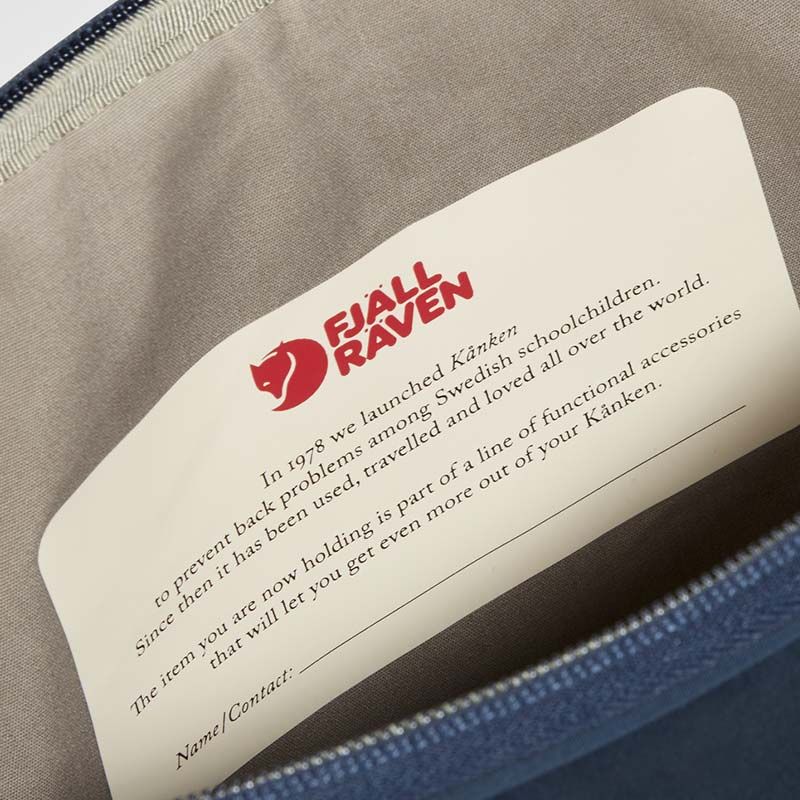 FJÄLL
RÄVEN
In 1978 we launched Kånken
to prevent back problems among Swedish schoolchildren.
Since then it has been used, travelled and loved all over the world.
The item you are now holding is part of a line of functional accessories
that will let you get even more out of your Kånken.
Name/Contact: